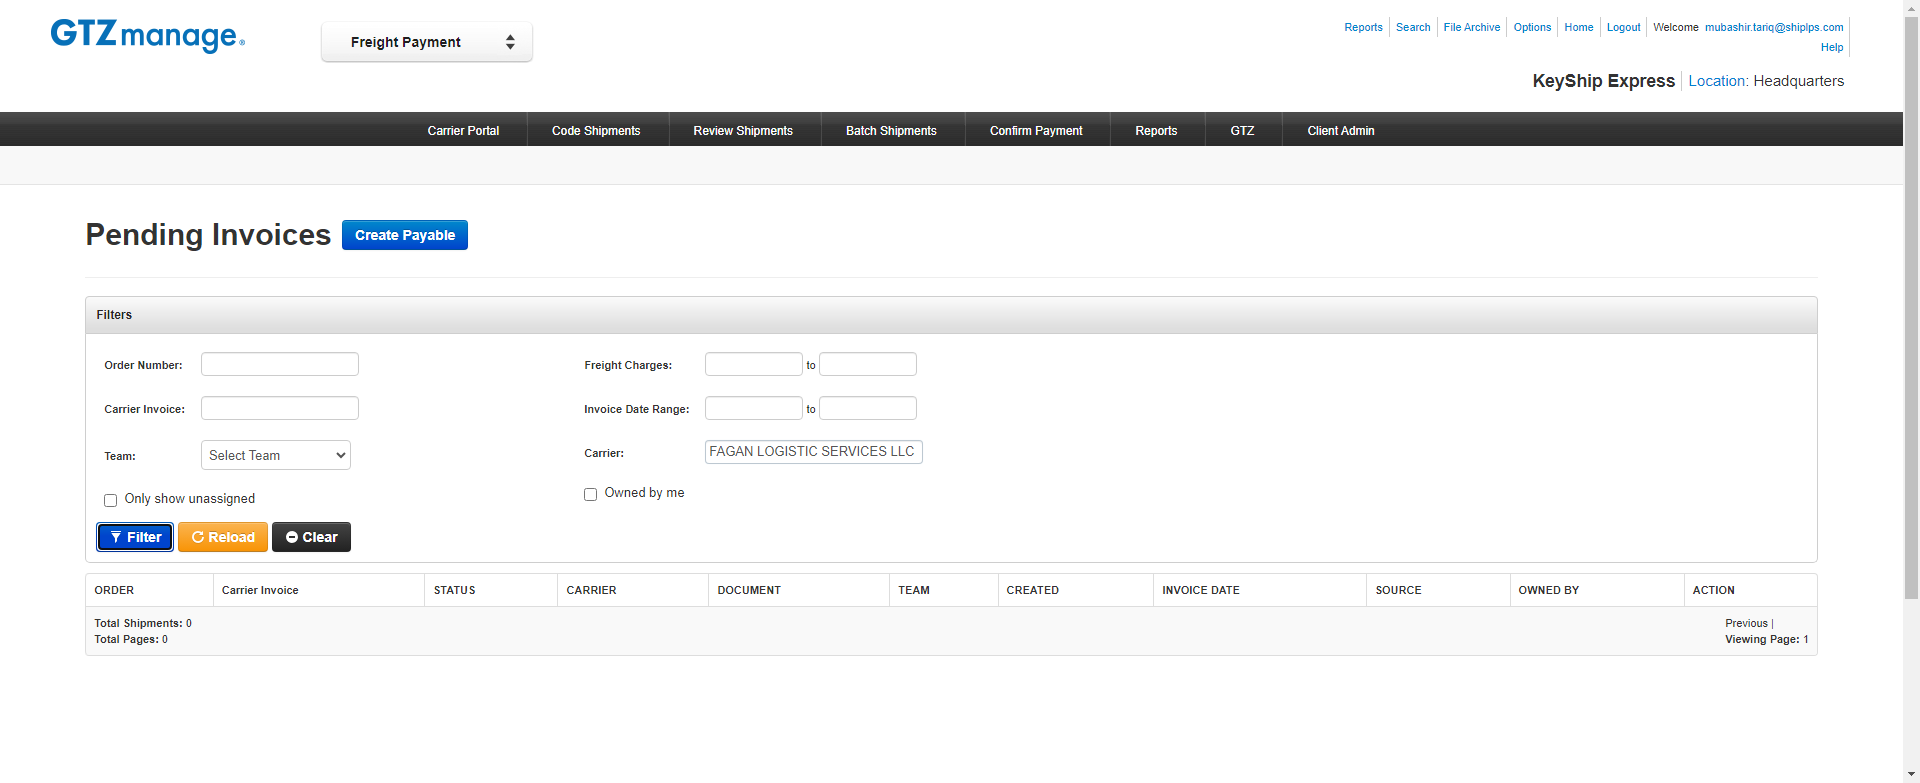 GTZmanage®
Freight Payment
Reports Search File Archive Options Home Logout Welcome mubashir.tariq@shiplps.com
Help
KeyShip Express Location: Headquarters
Carrier Portal Code Shipments Review Shipments Batch Shipments Confirm Payment Reports GTZ Client Admin
Pending Invoices Create Payable
Filters
Order Number: Freight Charges: to
Carrier Invoice: Invoice Date Range: to
Team: Select Team Carrier: FAGAN LOGISTIC SERVICES LLC
Only show unassigned Owned by me
Filter Reload Clear
ORDER Carrier Invoice STATUS CARRIER DOCUMENT TEAM CREATED INVOICE DATE SOURCE OWNED BY ACTION
Total Shipments: 0 Previous |
Total Pages: 0 Viewing Page: 1